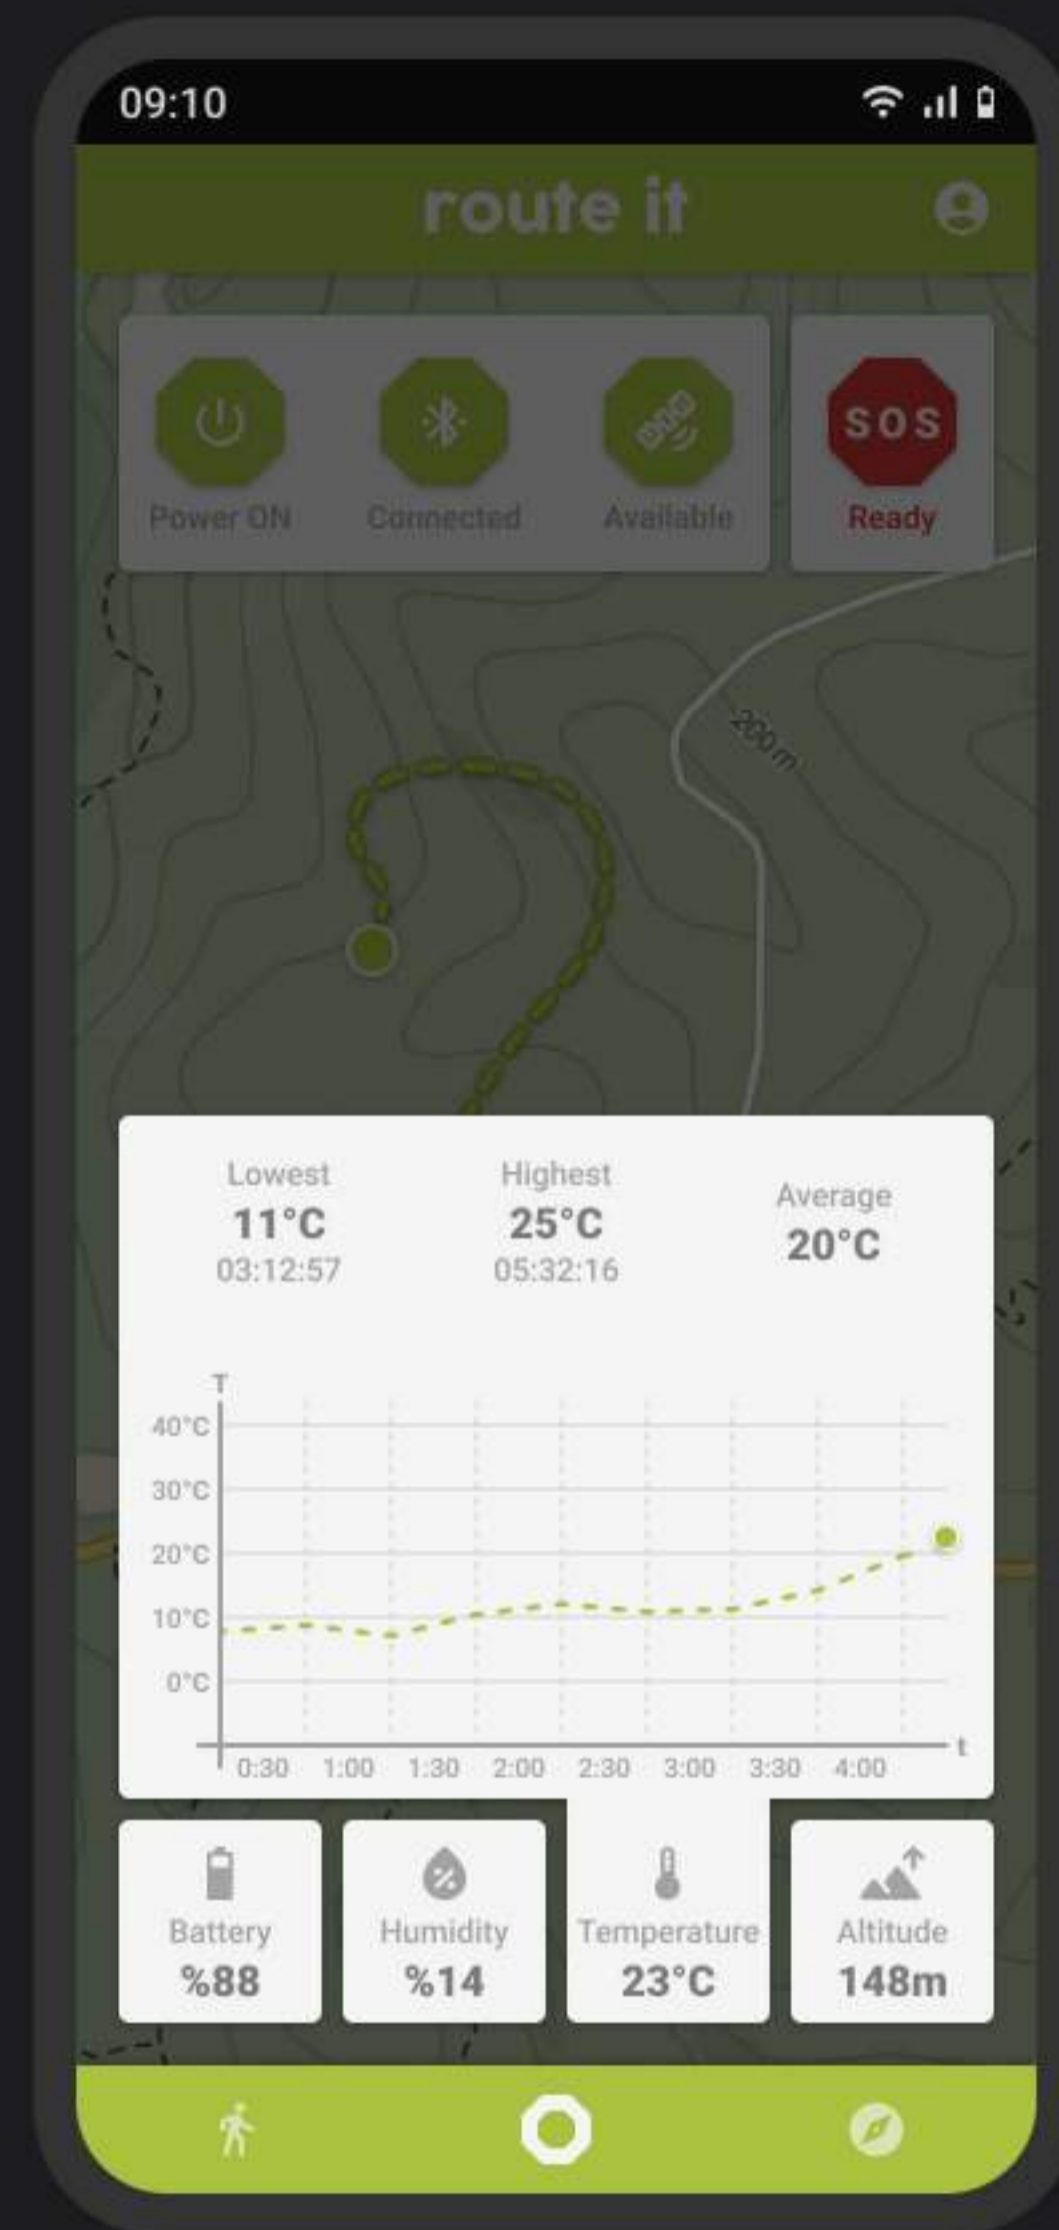 09:10
route it
Power ON
Connected
Available
SOS
Ready
200 m
Lowest
11°C
03:12:57
Highest
25°C
05:32:16
Average
20°C
T
40°C
30°C
20°C
10°C
0°C
t
0:30 1:00 1:30 2:00 2:30 3:00 3:30 4:00
Battery
%88
Humidity
%14
Temperature
23°C
Altitude
148m